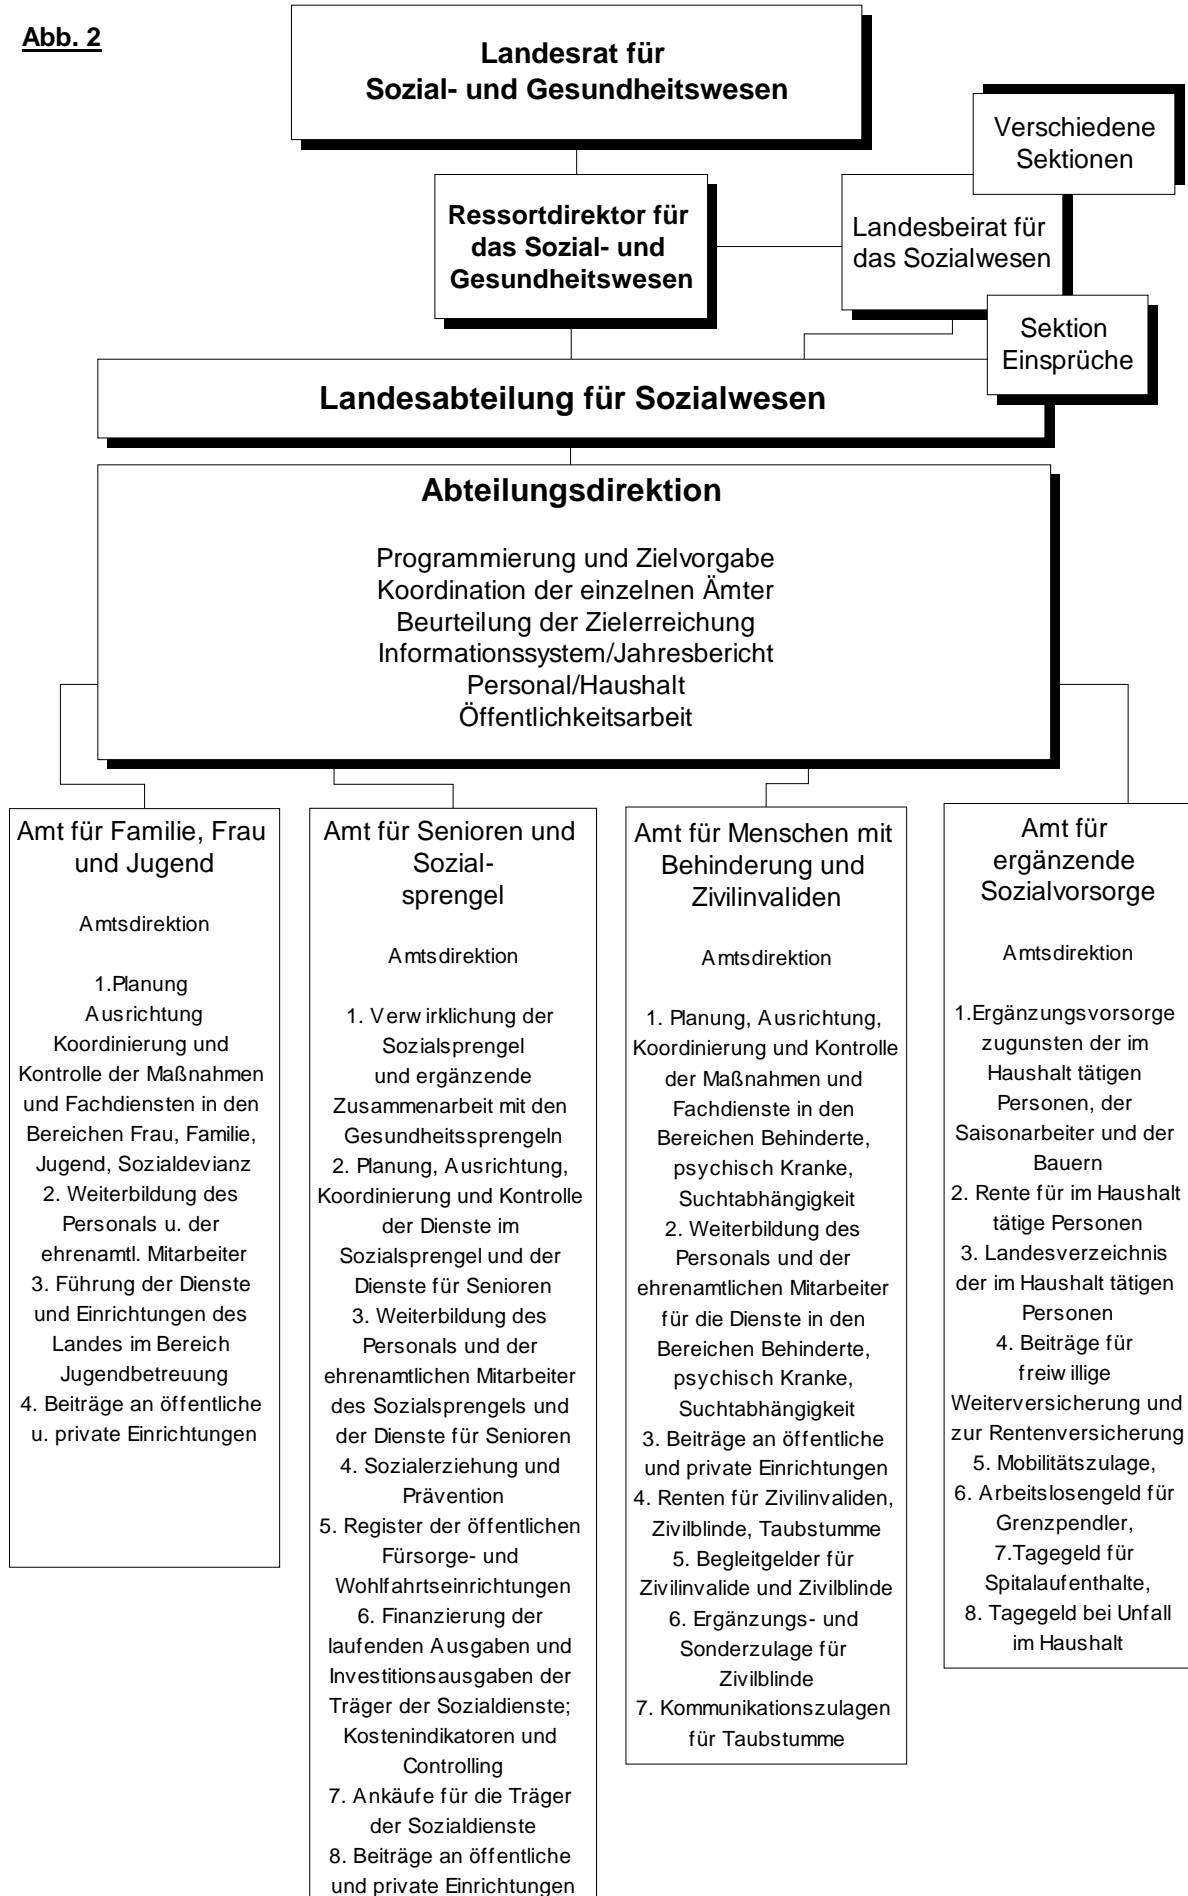 Abb. 2
Landesrat für
Sozial- und Gesundheitswesen
Verschiedene
Sektionen
Ressortdirektor für
das Sozial- und
Gesundheitswesen
Landesbeirat für
das Sozialwesen
Sektion
Einsprüche
Landesabteilung für Sozialwesen
Abteilungsdirektion
Programmierung und Zielvorgabe
Koordination der einzelnen Ämter
Beurteilung der Zielerreichung
Informationssystem/Jahresbericht
Personal/Haushalt
Öffentlichkeitsarbeit
Amt für Familie, Frau
und Jugend
Amtsdirektion
1.Planung
Ausrichtung
Koordinierung und
Kontrolle der Maßnahmen
und Fachdiensten in den
Bereichen Frau, Familie,
Jugend, Sozialdevianz
2. Weiterbildung des
Personals u. der
ehrenamtl. Mitarbeiter
3. Führung der Dienste
und Einrichtungen des
Landes im Bereich
Jugendbetreuung
4. Beiträge an öffentliche
u. private Einrichtungen
Amt für Senioren und
Sozial-
sprengel
Amtsdirektion
1. Verwirklichung der
Sozialsprengel
und ergänzende
Zusammenarbeit mit den
Gesundheitssprengeln
2. Planung, Ausrichtung,
Koordinierung und Kontrolle
der Dienste im
Sozialsprengel und der
Dienste für Senioren
3. Weiterbildung des
Personals und der
ehrenamtlichen Mitarbeiter
des Sozialsprengels und
der Dienste für Senioren
4. Sozialerziehung und
Prävention
5. Register der öffentlichen
Fürsorge- und
Wohlfahrtseinrichtungen
6. Finanzierung der
laufenden Ausgaben und
Investitionsausgaben der
Träger der Sozialdienste;
Kostenindikatoren und
Controlling
7. Ankäufe für die Träger
der Sozialdienste
8. Beiträge an öffentliche
und private Einrichtungen
Amt für Menschen mit
Behinderung und
Zivilinvaliden
Amtsdirektion
1. Planung, Ausrichtung,
Koordinierung und Kontrolle
der Maßnahmen und
Fachdienste in den
Bereichen Behinderte,
psychisch Kranke,
Suchtabhängigkeit
2. Weiterbildung des
Personals und der
ehrenamtlichen Mitarbeiter
für die Dienste in den
Bereichen Behinderte,
psychisch Kranke,
Suchtabhängigkeit
3. Beiträge an öffentliche
und private Einrichtungen
4. Renten für Zivilinvaliden,
Zivilblinde, Taubstumme
5. Begleitgelder für
Zivilinvalide und Zivilblinde
6. Ergänzungs- und
Sonderzulage für
Zivilblinde
7. Kommunikationszulagen
für Taubstumme
Amt für
ergänzende
Sozialvorsorge
Amtsdirektion
1.Ergänzungsvorsorge
zugunsten der im
Haushalt tätigen
Personen, der
Saisonarbeiter und der
Bauern
2. Rente für im Haushalt
tätige Personen
3. Landesverzeichnis
der im Haushalt tätigen
Personen
4. Beiträge für
freiwillige
Weiterversicherung und
zur Rentenversicherung
5. Mobilitätszulage,
6. Arbeitslosengeld für
Grenzpendler,
7.Tagegeld für
Spitalaufenthalte,
8. Tagegeld bei Unfall
im Haushalt